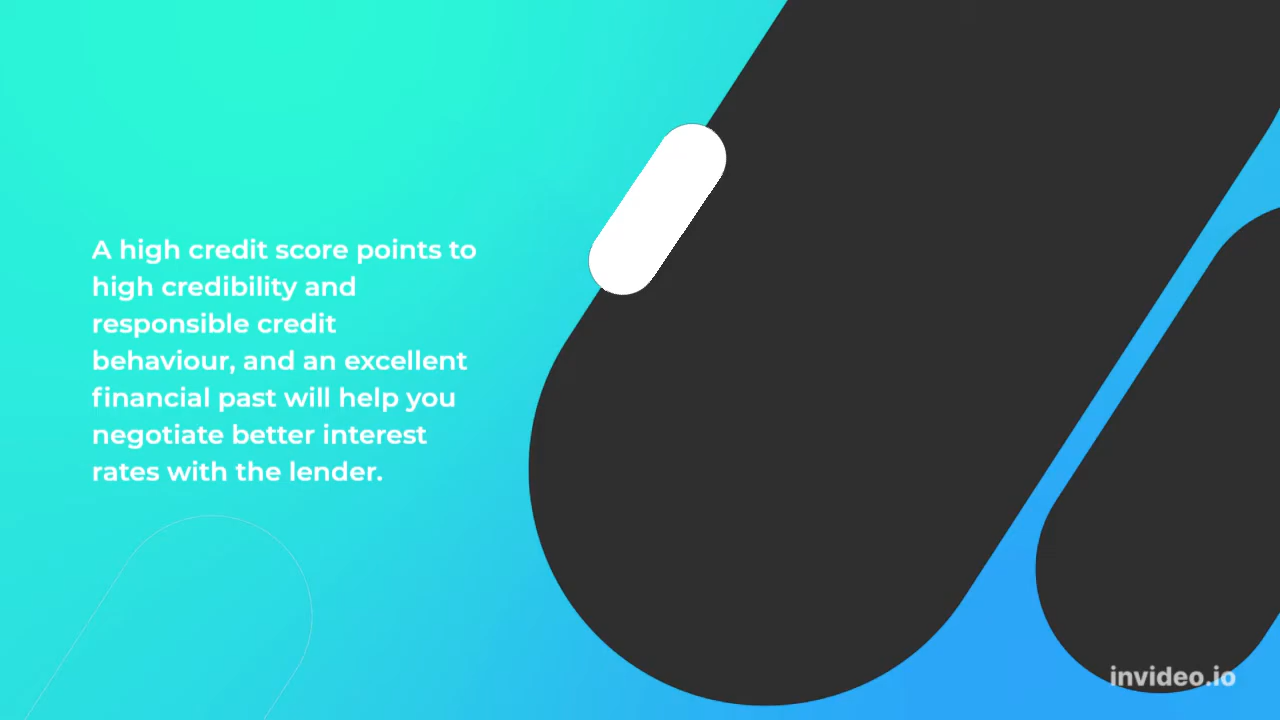 A high credit score points to
high credibility and
responsible credit
behaviour, and an excellent
financial past will help you
negotiate better interest
rates with the lender.
invideo.io